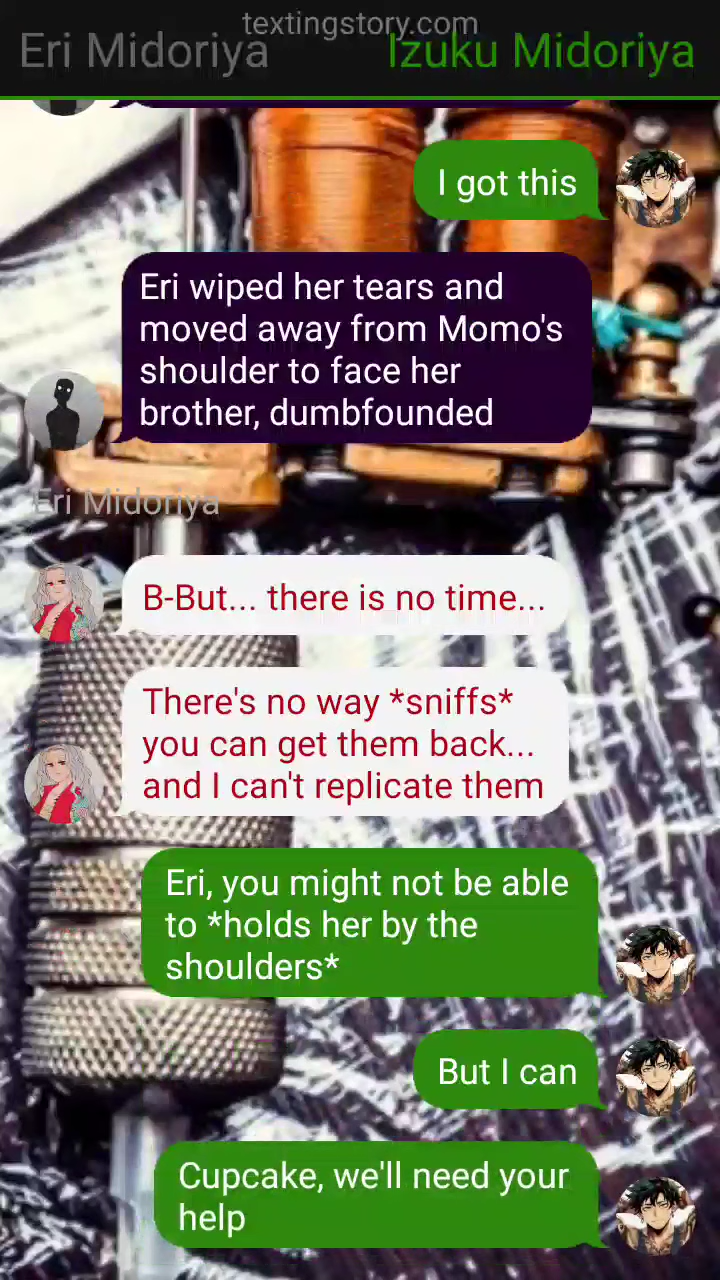 textingstory.com
Eri Midoriya
Izuku Midoriya
I got this
Eri wiped her tears and
moved away from Momo's
shoulder to face her
brother, dumbfounded
Eri Midoriya
B-But... there is no time...
There's no way *sniffs*
you can get them back...
and I can't replicate them
Eri, you might not be able
to *holds her by the
shoulders*
But I can
Cupcake, we'll need your
help